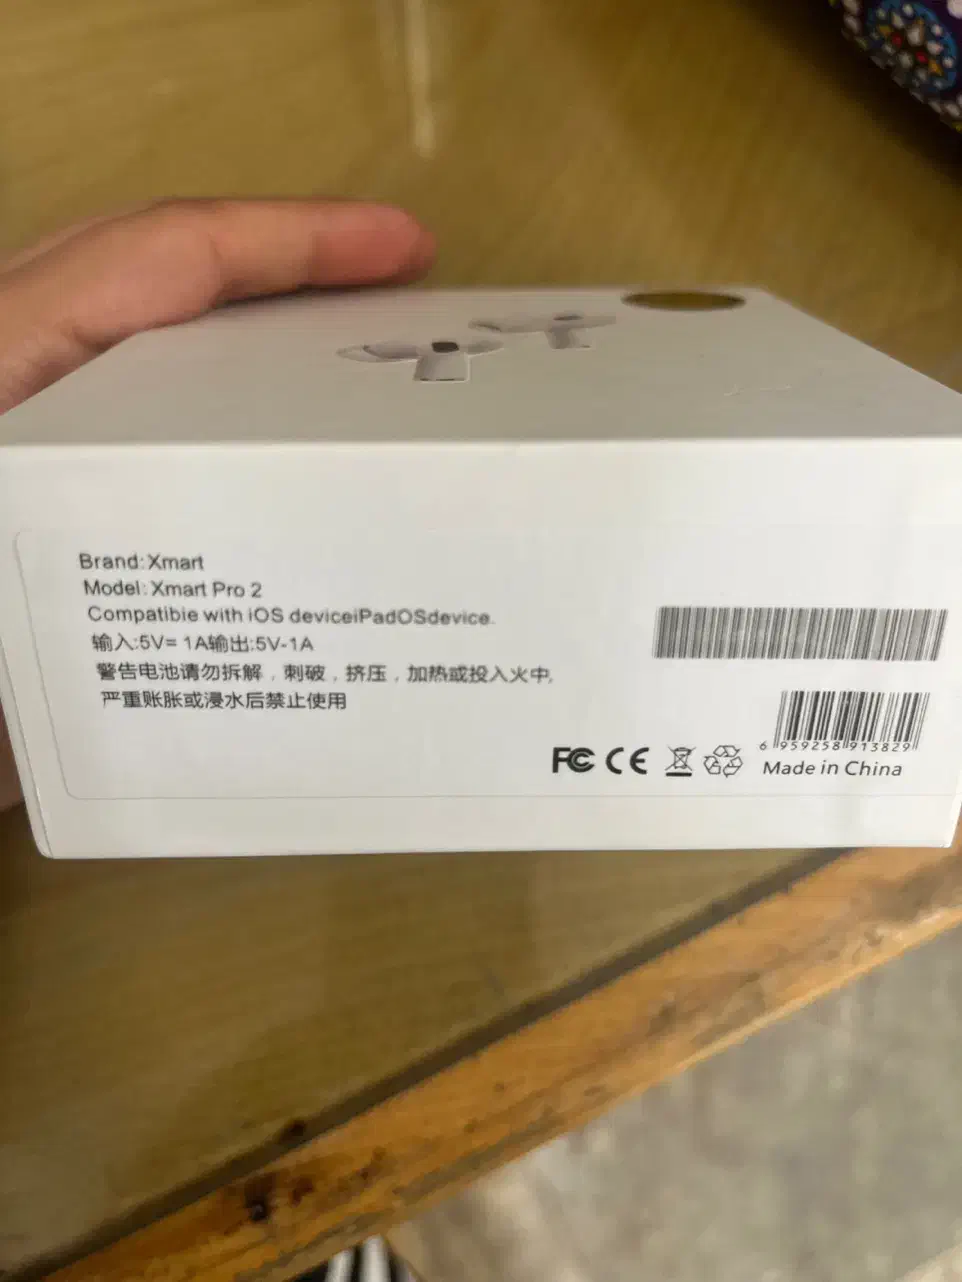 Brand:Xmart
Model:Xmart Pro 2
Compatibie with iOS deviceiPadOSdevice.
输入:5V= 1A输出:5V-1A
警告电池请勿拆解,刺破,挤压,加热或投入火中,
严重账胀或浸水后禁止使用
6 959258 913829
FC CE
Made in China